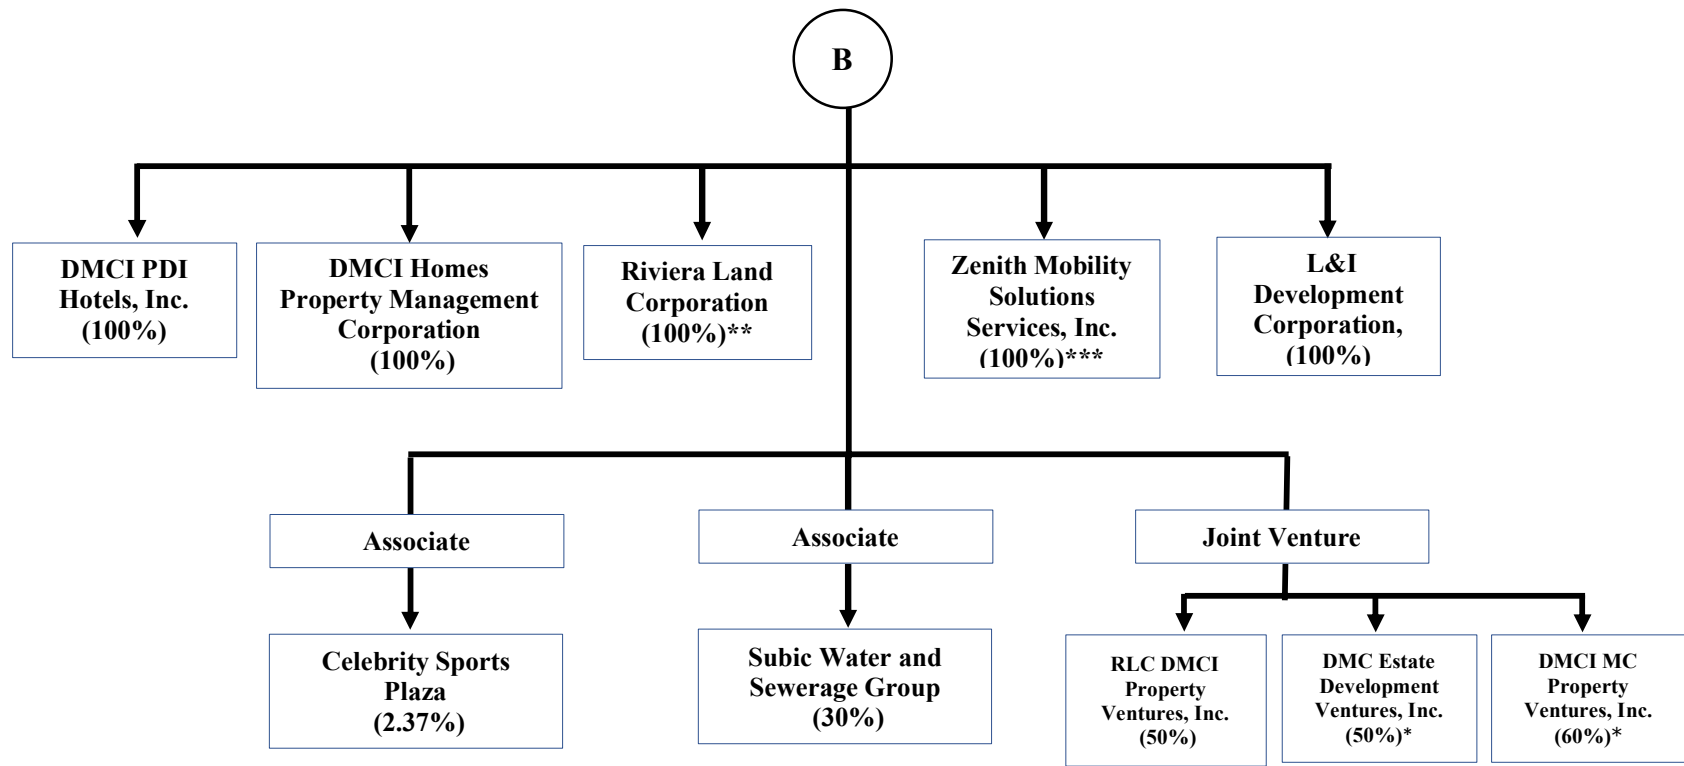 B
DMCI PDI
Hotels, Inc.
(100%)
DMCI Homes
Property Management
Corporation
(100%)
Riviera Land
Corporation
(100%)**
Zenith Mobility
Solutions
Services, Inc.
(100%)***
L&I
Development
Corporation,
(100%)
Associate
Associate
Joint Venture
Celebrity Sports
Plaza
(2.37%)
Subic Water and
Sewerage Group
(30%)
RLC DMCI
Property
Ventures, Inc.
(50%)
DMC Estate
Development
Ventures, Inc.
(50%)*
DMCI MC
Property
Ventures, Inc.
(60%)*